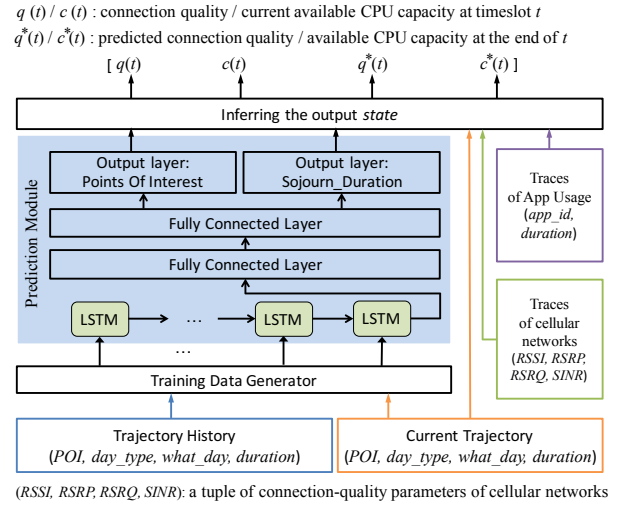 q (t) / c (t) : connection quality / current available CPU capacity at timeslot t
q*(t) / c*(t) : predicted connection quality / available CPU capacity at the end of t
[ q(t) c(t) q*(t) c*(t) ]
Inferring the output state
Prediction Module
Output layer:
Points Of Interest
Output layer:
Sojourn_Duration
Fully Connected Layer
Fully Connected Layer
LSTM ... LSTM LSTM
...
Training Data Generator
Traces
of App Usage
(app_id,
duration)
Traces
of cellular
networks
(RSSI, RSRP,
RSRQ, SINR)
Trajectory History
(POI, day_type, what_day, duration)
Current Trajectory
(POI, day_type, what_day, duration)
(RSSI, RSRP, RSRQ, SINR): a tuple of connection-quality parameters of cellular networks